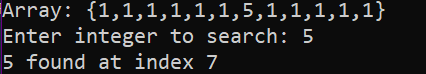 Array: {1,1,1,1,1,1,5,1,1,1,1,1}
Enter integer to search: 5
5 found at index 7